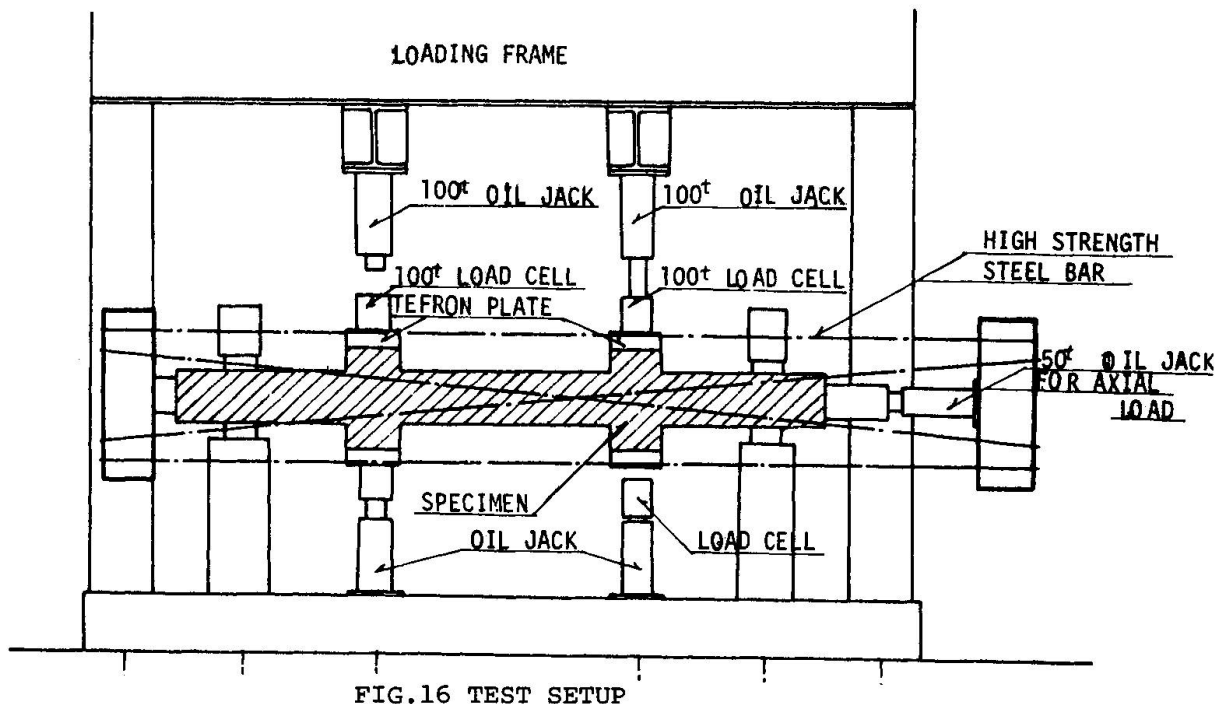 LOADING FRAME
100t OIL JACK
100t OIL JACK
HIGH STRENGTH
STEEL BAR
100t LOAD CELL
100t LOAD CELL
TEFRON PLATE
50t OIL JACK
FOR AXIAL
LOAD
SPECIMEN
OIL JACK
LOAD CELL
FIG.16 TEST SETUP